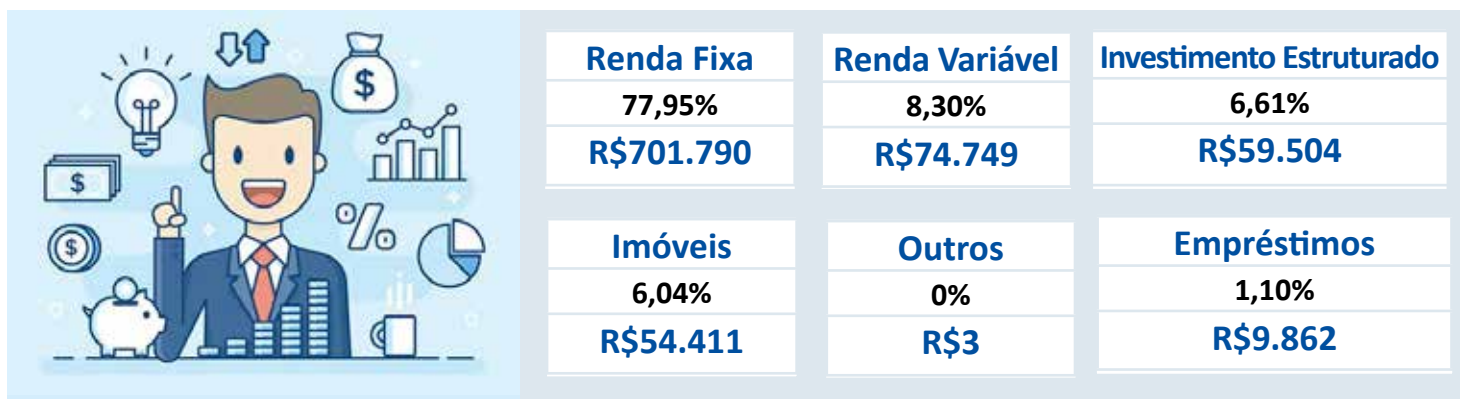 Renda Fixa
77,95%
R$701.790
Renda Variável
8,30%
R$74.749
Investimento Estruturado
6,61%
R$59.504
Imóveis
6,04%
R$54.411
Outros
0%
R$3
Empréstimos
1,10%
R$9.862
$
$
$
%